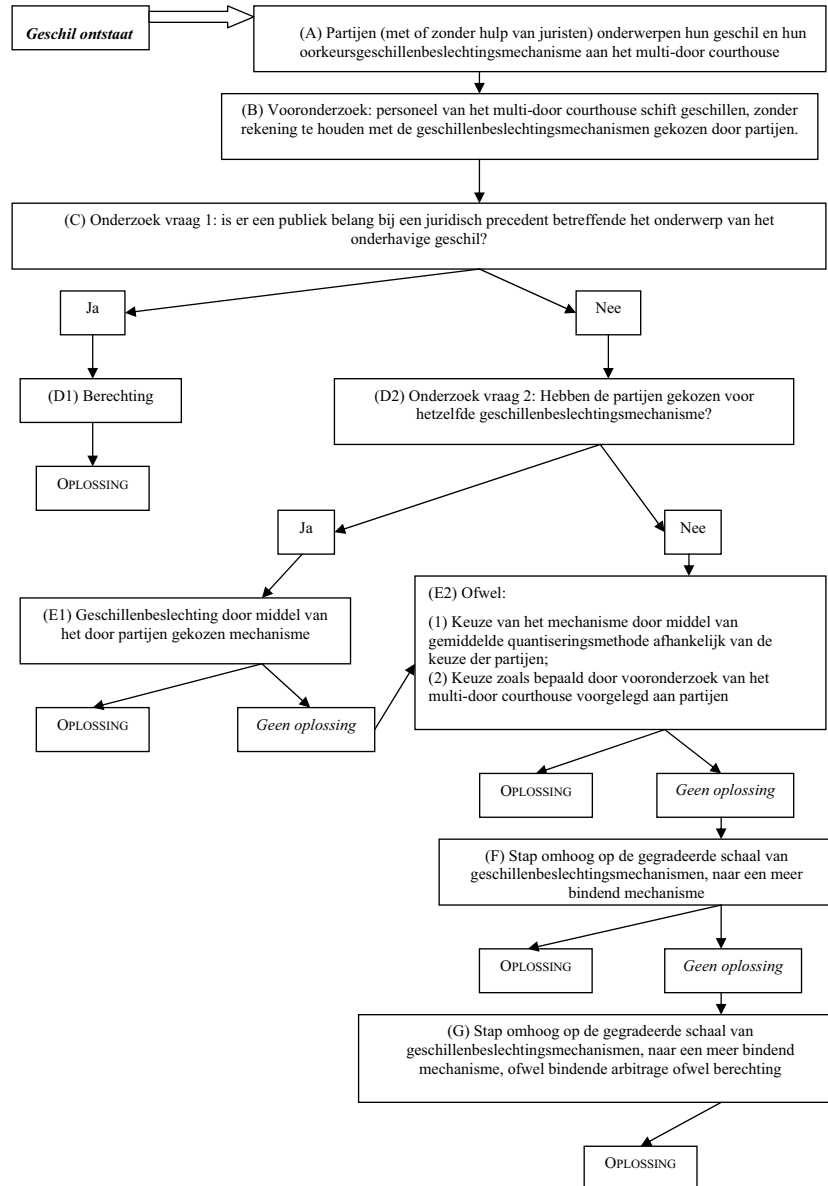 Geschil ontstaat
(A) Partijen (met of zonder hulp van juristen) onderwerpen hun geschil en hun
oorkeursgeschillenbeslechtingsmechanisme aan het multi-door courthouse
(B) Vooronderzoek: personeel van het multi-door courthouse schift geschillen, zonder
rekening te houden met de geschillenbeslechtingsmechanismen gekozen door partijen.
(C) Onderzoek vraag 1: is er een publiek belang bij een juridisch precedent betreffende het onderwerp van het
onderhavige geschil?
Ja
Nee
(D1) Berechting
(D2) Onderzoek vraag 2: Hebben de partijen gekozen voor
hetzelfde geschillenbeslechtingsmechanisme?
OPLOSSING
Ja
Nee
(E1) Geschillenbeslechting door middel van
het door partijen gekozen mechanisme
(E2) Ofwel:
(1) Keuze van het mechanisme door middel van
gemiddelde quantiseringsmethode afhankelijk van de
keuze der partijen;
(2) Keuze zoals bepaald door vooronderzoek van het
multi-door courthouse voorgelegd aan partijen
OPLOSSING
Geen oplossing
OPLOSSING
Geen oplossing
(F) Stap omhoog op de gegradeerde schaal van
geschillenbeslechtingsmechanismen, naar een meer
bindend mechanisme
OPLOSSING
Geen oplossing
(G) Stap omhoog op de gegradeerde schaal van
geschillenbeslechtingsmechanismen, naar een meer bindend
mechanisme, ofwel bindende arbitrage ofwel berechting
OPLOSSING